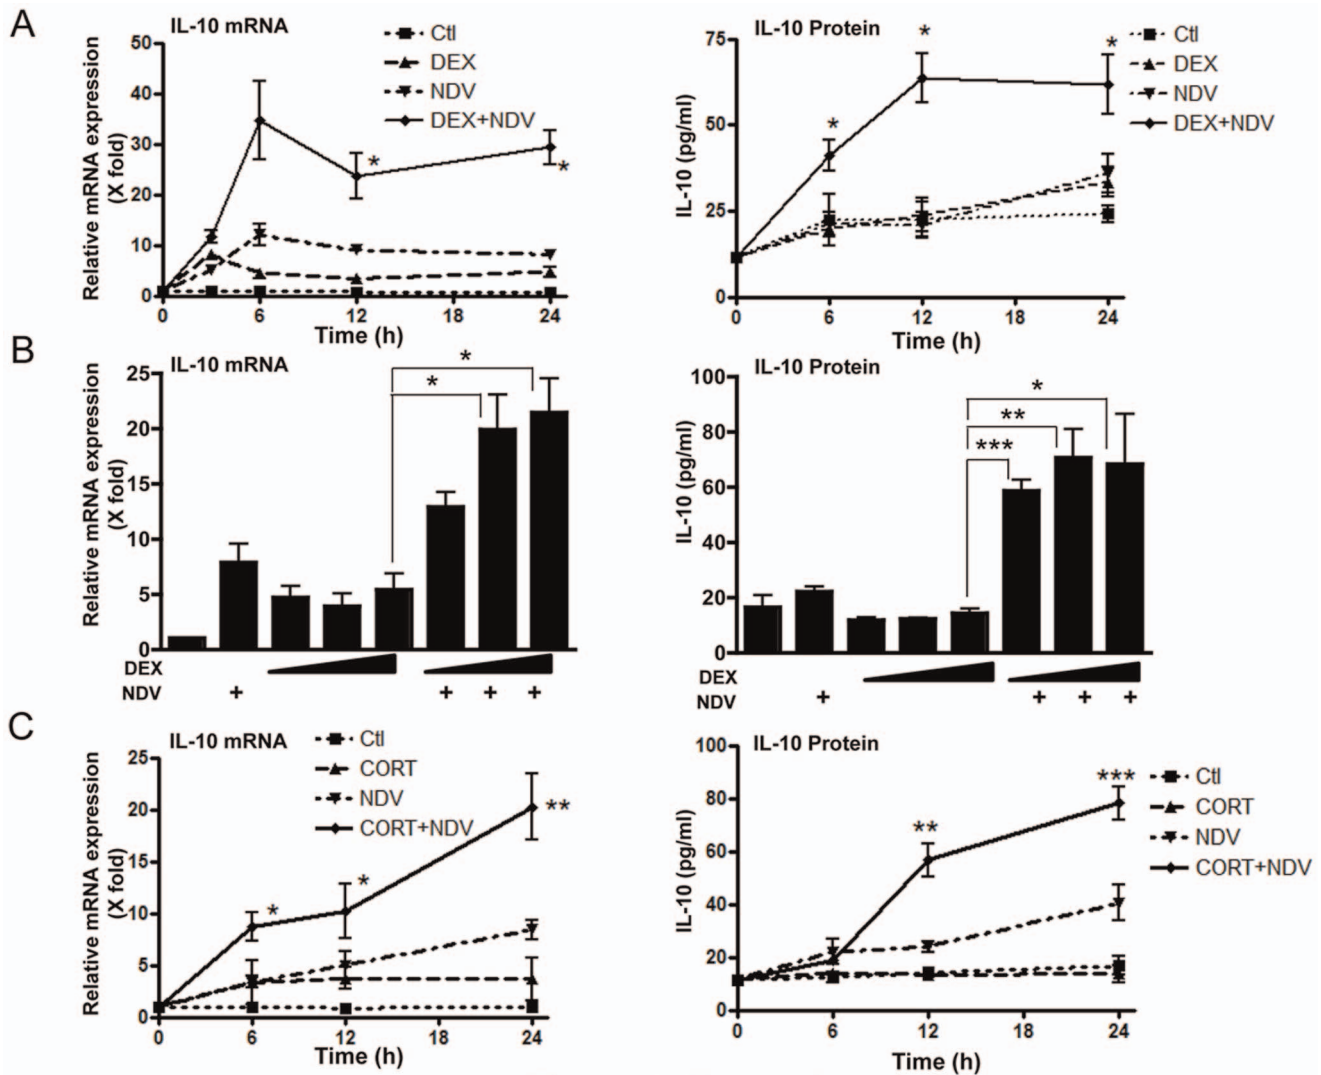 A
IL-10 mRNA
Ctl
DEX
NDV
DEX+NDV
Relative mRNA expression
(X fold)
50
40
30
20
10
0
*
*
0 6 12 18 24
Time (h)
IL-10 Protein
Ctl
DEX
NDV
DEX+NDV
IL-10 (pg/ml)
75
50
25
0
*
*
*
0 6 12 18 24
Time (h)
B
IL-10 mRNA
Relative mRNA expression
(X fold)
25
20
15
10
5
0
*
*
DEX
NDV + + + +
IL-10 Protein
IL-10 (pg/ml)
100
80
60
40
20
0
*
**
***
DEX
NDV + + + +
C
IL-10 mRNA
Ctl
CORT
NDV
CORT+NDV
Relative mRNA expression
(X fold)
25
20
15
10
5
0
*
*
**
0 6 12 18 24
Time (h)
IL-10 Protein
Ctl
CORT
NDV
CORT+NDV
IL-10 (pg/ml)
100
80
60
40
20
0
**
***
0 6 12 18 24
Time (h)